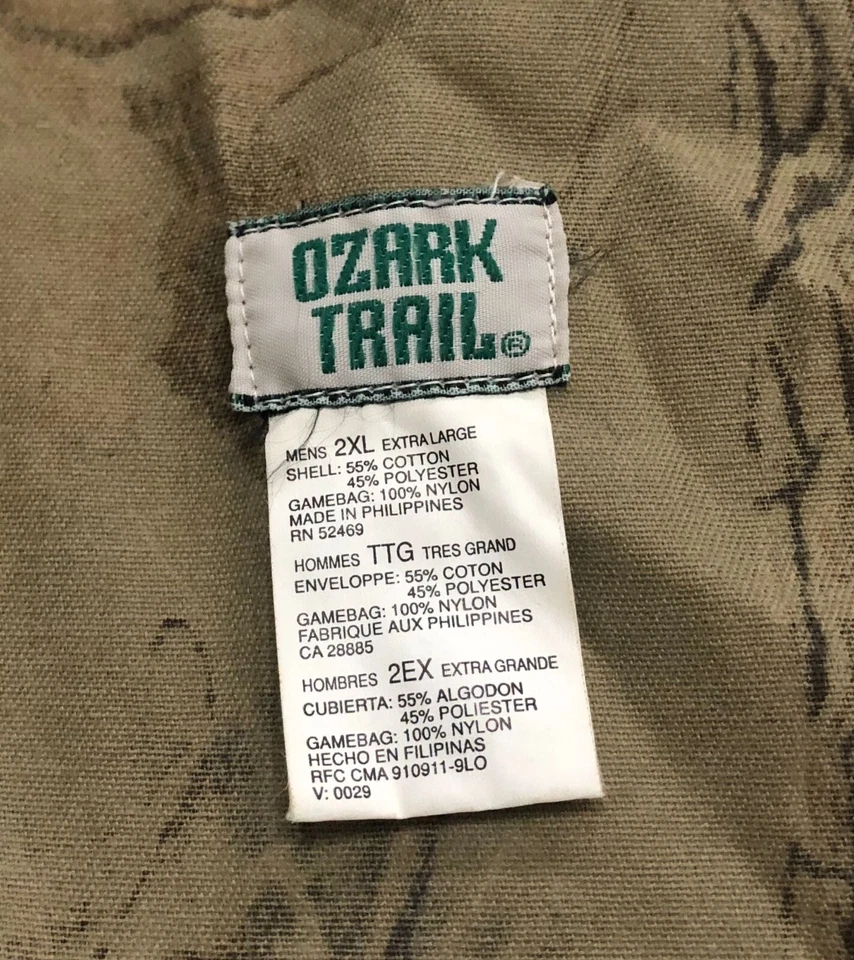 OZARK
TRAIL®
MENS 2XL EXTRA LARGE
SHELL: 55% COTTON
45% POLYESTER
GAMEBAG: 100% NYLON
MADE IN PHILIPPINES
RN 52469
HOMMES TTG TRES GRAND
ENVELOPPE: 55% COTON
45% POLYESTER
GAMEBAG: 100% NYLON
FABRIQUE AUX PHILIPPINES
CA 28885
HOMBRES 2EX EXTRA GRANDE
CUBIERTA: 55% ALGODON
45% POLIESTER
GAMEBAG: 100% NYLON
HECHO EN FILIPINAS
RFC CMA 910911-9LO
V: 0029